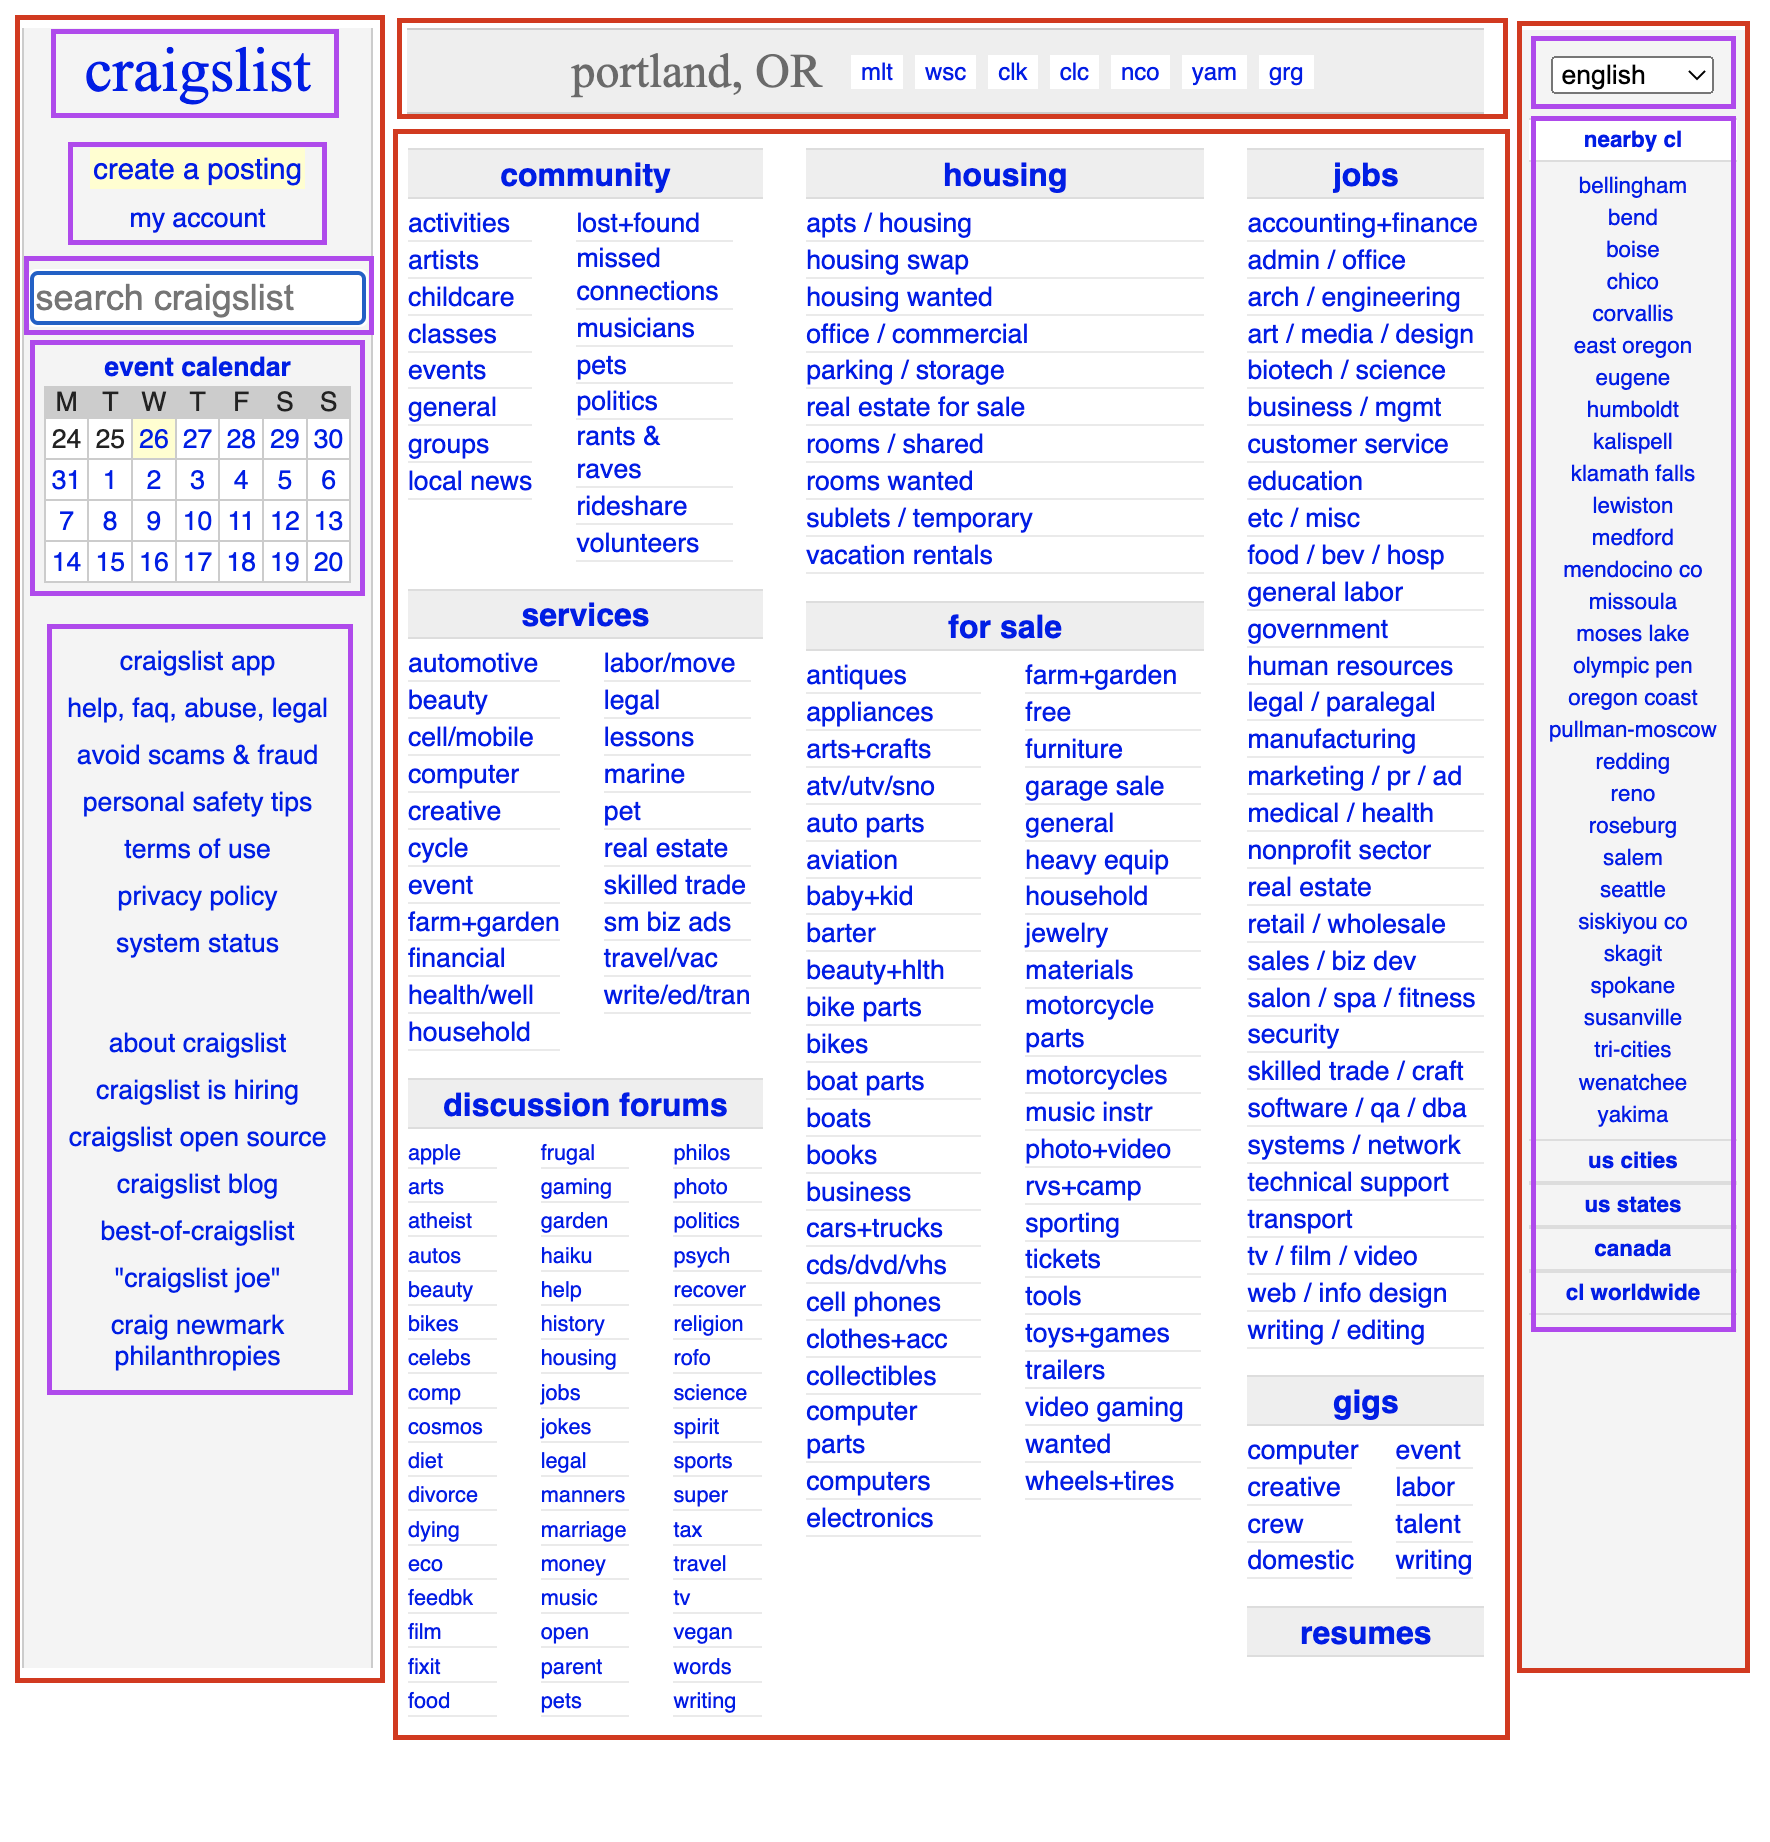 craigslist
create a posting
my account
search craigslist
event calendar
M T W T F S S
24 25 26 27 28 29 30
31 1 2 3 4 5 6
7 8 9 10 11 12 13
14 15 16 17 18 19 20
craigslist app
help, faq, abuse, legal
avoid scams & fraud
personal safety tips
terms of use
privacy policy
system status
about craigslist
craigslist is hiring
craigslist open source
craigslist blog
best-of-craigslist
"craigslist joe"
craig newmark
philanthropies
portland, OR mlt wsc clk clc nco yam grg
community
activities
artists
childcare
classes
events
general
groups
local news
lost+found
missed
connections
musicians
pets
politics
rants &
raves
rideshare
volunteers
services
automotive
beauty
cell/mobile
computer
creative
cycle
event
farm+garden
financial
health/well
household
labor/move
legal
lessons
marine
pet
real estate
skilled trade
sm biz ads
travel/vac
write/ed/tran
discussion forums
apple
arts
atheist
autos
beauty
bikes
celebs
comp
cosmos
diet
divorce
dying
eco
feedbk
film
fixit
food
frugal
gaming
garden
haiku
help
history
housing
jobs
jokes
legal
manners
marriage
money
music
open
parent
pets
philos
photo
politics
psych
recover
religion
rofo
science
spirit
sports
super
tax
travel
tv
vegan
words
writing
housing
apts / housing
housing swap
housing wanted
office / commercial
parking / storage
real estate for sale
rooms / shared
rooms wanted
sublets / temporary
vacation rentals
for sale
antiques
appliances
arts+crafts
atv/utv/sno
auto parts
aviation
baby+kid
barter
beauty+hlth
bike parts
bikes
boat parts
boats
books
business
cars+trucks
cds/dvd/vhs
cell phones
clothes+acc
collectibles
computer
parts
computers
electronics
farm+garden
free
furniture
garage sale
general
heavy equip
household
jewelry
materials
motorcycle
parts
motorcycles
music instr
photo+video
rvs+camp
sporting
tickets
tools
toys+games
trailers
video gaming
wanted
wheels+tires
jobs
accounting+finance
admin / office
arch / engineering
art / media / design
biotech / science
business / mgmt
customer service
education
etc / misc
food / bev / hosp
general labor
government
human resources
legal / paralegal
manufacturing
marketing / pr / ad
medical / health
nonprofit sector
real estate
retail / wholesale
sales / biz dev
salon / spa / fitness
security
skilled trade / craft
software / qa / dba
systems / network
technical support
transport
tv / film / video
web / info design
writing / editing
gigs
computer
creative
crew
domestic
event
labor
talent
writing
resumes
english
nearby cl
bellingham
bend
boise
chico
corvallis
east oregon
eugene
humboldt
kalispell
klamath falls
lewiston
medford
mendocino co
missoula
moses lake
olympic pen
oregon coast
pullman-moscow
redding
reno
roseburg
salem
seattle
siskiyou co
skagit
spokane
susanville
tri-cities
wenatchee
yakima
us cities
us states
canada
cl worldwide